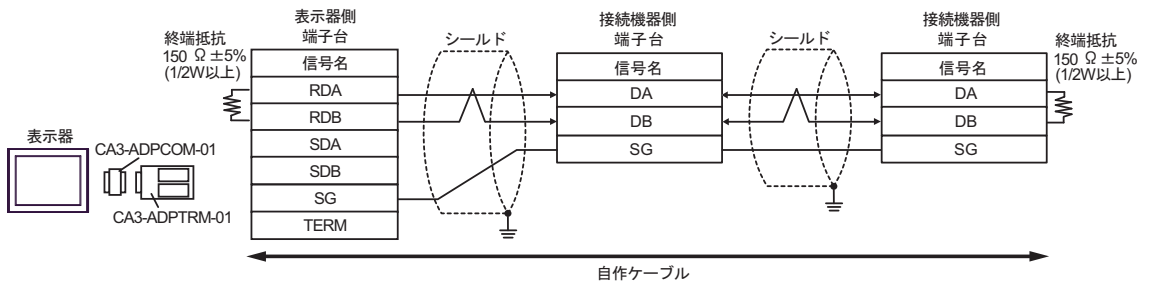 表示器
CA3-ADPCOM-01
CA3-ADPTRM-01
終端抵抗
150 Ω ±5%
(1/2W以上)
表示器側
端子台
信号名
RDA
RDB
SDA
SDB
SG
TERM
シールド
接続機器側
端子台
信号名
DA
DB
SG
シールド
接続機器側
端子台
信号名
DA
DB
SG
終端抵抗
150 Ω ±5%
(1/2W以上)
自作ケーブル